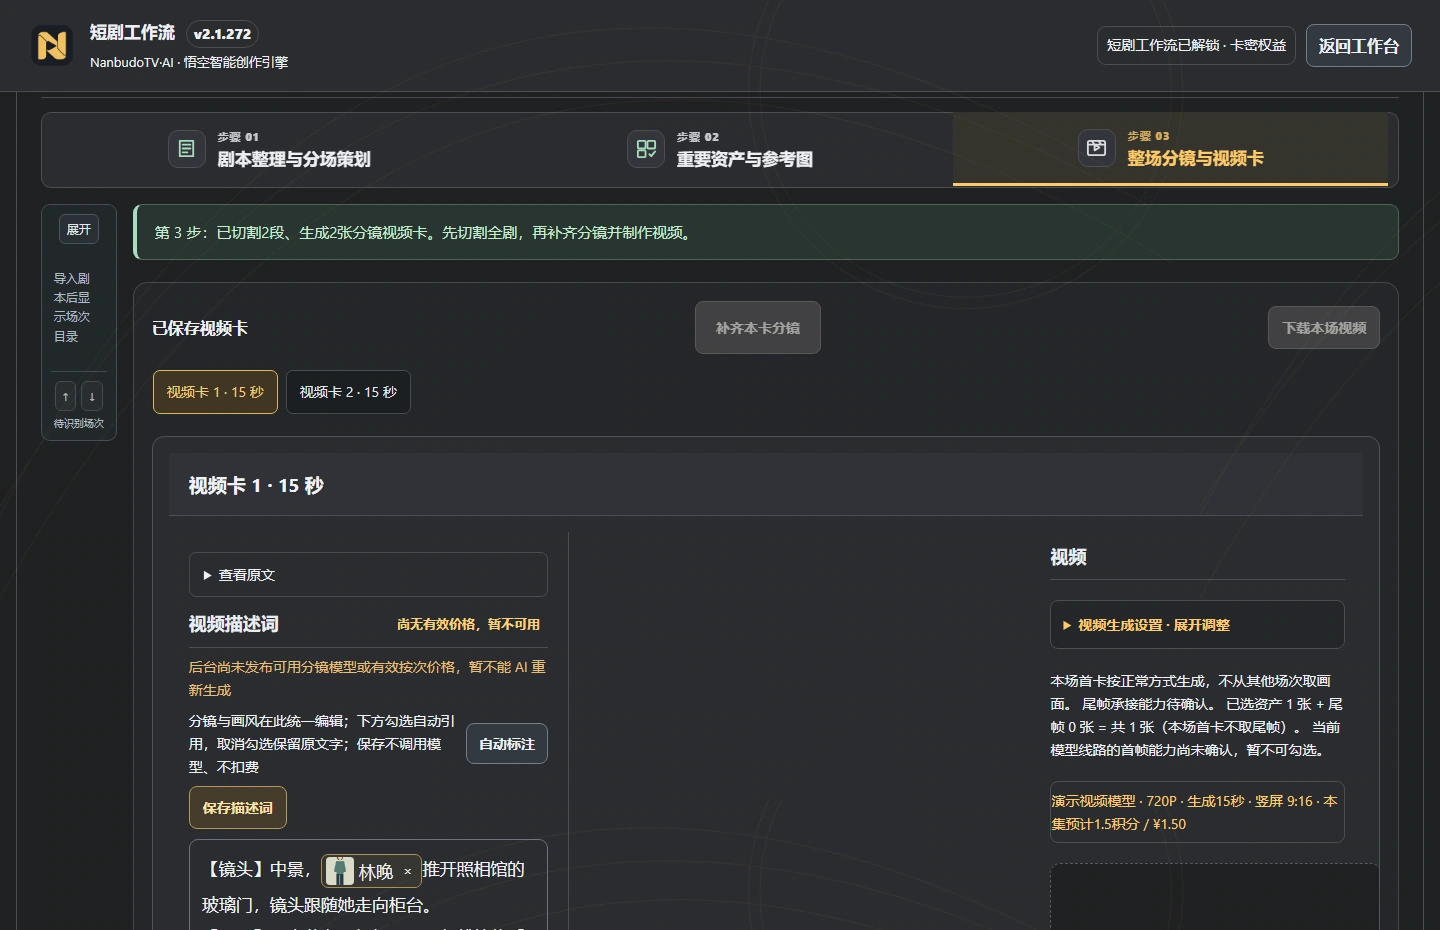 短剧工作流 v2.1.272
NanbudoTV·AI · 悟空智能创作引擎
短剧工作流已解锁 · 卡密权益
返回工作台
步骤 01
剧本整理与分场策划
步骤 02
重要资产与参考图
步骤 03
整场分镜与视频卡
展开
导入剧
本后显
示场次
目录
↑ ↓
待识别场次
第 3 步：已切割2段、生成2张分镜视频卡。先切割全剧，再补齐分镜并制作视频。
已保存视频卡
补齐本卡分镜
下载本场视频
视频卡 1 · 15 秒
视频卡 2 · 15 秒
视频卡 1 · 15 秒
▶ 查看原文
视频描述词
尚无有效价格，暂不可用
后台尚未发布可用分镜模型或有效按次价格，暂不能 AI 重
新生成
分镜与画风在此统一编辑；下方勾选自动引
用，取消勾选保留原文字；保存不调用模
型、不扣费
自动标注
保存描述词
【镜头】中景，林晚 × 推开照相馆的
玻璃门，镜头跟随她走向柜台。
视频
▶ 视频生成设置 · 展开调整
本场首卡按正常方式生成，不从其他场次取画
面。 尾帧承接能力待确认。 已选资产 1 张 + 尾
帧 0 张 = 共 1 张（本场首卡不取尾帧）。 当前
模型线路的首帧能力尚未确认，暂不可勾选。
演示视频模型 · 720P · 生成15秒 · 竖屏 9:16 · 本
集预计1.5积分 / ¥1.50